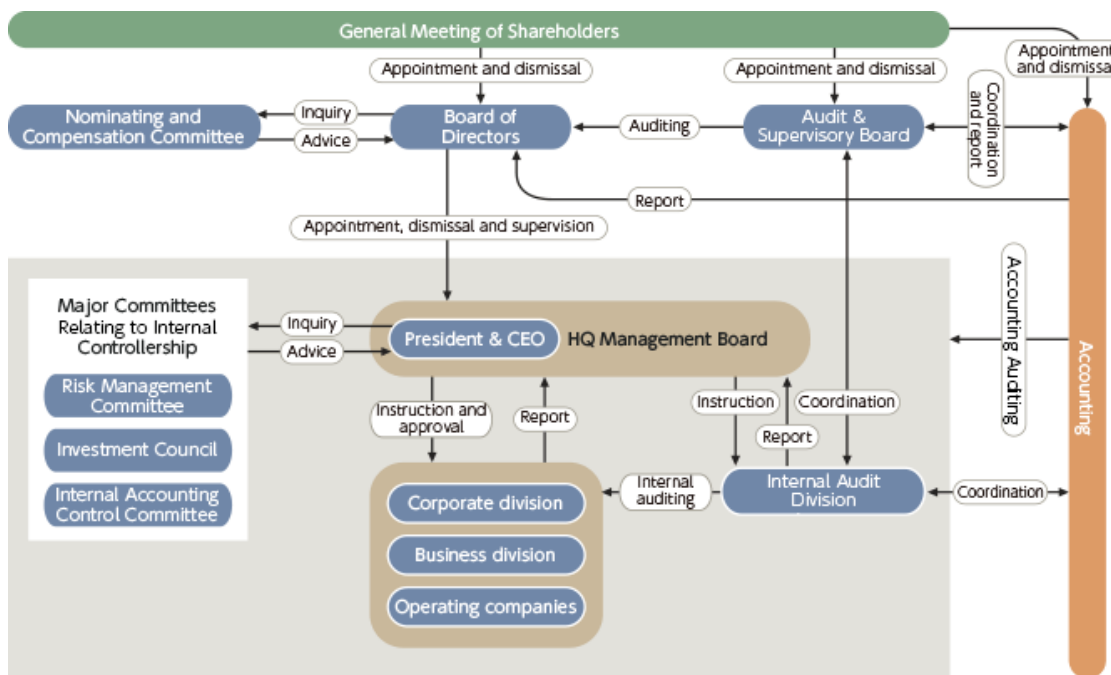 General Meeting of Shareholders
Appointment and dismissal
Appointment and dismissal
Appointment
and dismissal
Nominating and
Compensation Committee
Inquiry
Advice
Board of
Directors
Auditing
Audit &
Supervisory Board
Coordination
and report
Report
Appointment, dismissal and supervision
Major Committees
Relating to Internal
Controllership
Risk Management
Committee
Investment Council
Internal Accounting
Control Committee
Inquiry
Advice
President & CEO
HQ Management Board
Instruction and
approval
Report
Instruction
Report
Coordination
Accounting Auditing
Accounting
Corporate division
Business division
Operating companies
Internal
auditing
Internal Audit
Division
Coordination